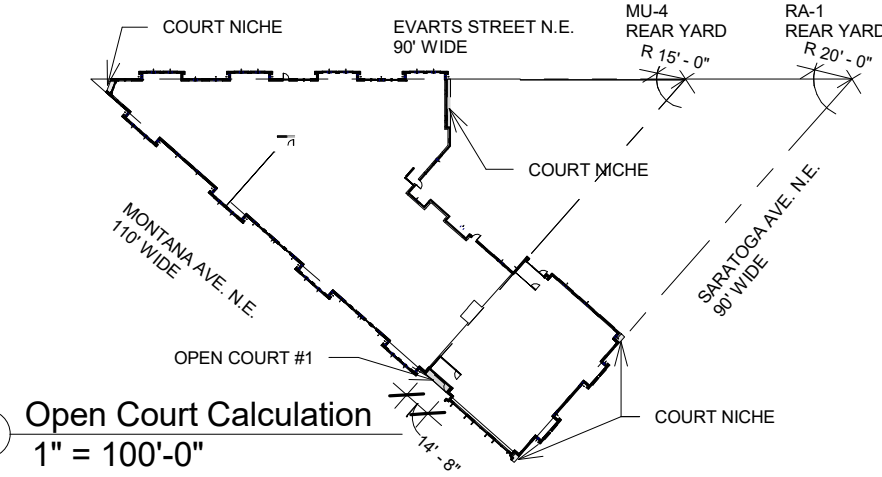 COURT NICHE
EVARTS STREET N.E.
90' WIDE
MU-4
REAR YARD
R 15' - 0"
RA-1
REAR YARD
R 20' - 0"
COURT NICHE
MONTANA AVE. N.E.
110' WIDE
SARATOGA AVE. N.E.
90' WIDE
OPEN COURT #1
COURT NICHE
14' - 8"
Open Court Calculation
1" = 100'-0"